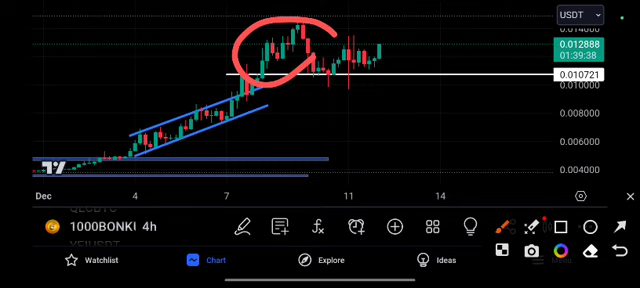 USDT
0.014000
0.012888
01:39:38
0.010721
0.010000
0.008000
0.006000
0.004000
Dec 4 7 11 14
1000BONKU 4h
Watchlist
Chart
Explore
Ideas